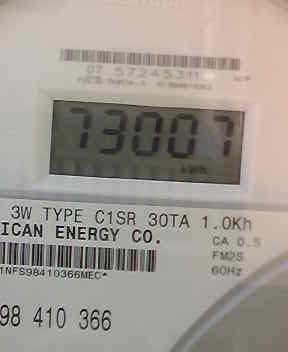 07 57245311
73007
3W TYPE C1SR 30TA 1.0Kh
ICAN ENERGY CO.
CA 0.5
FM2S
60Hz
1NFS98410366MEC*
98 410 366